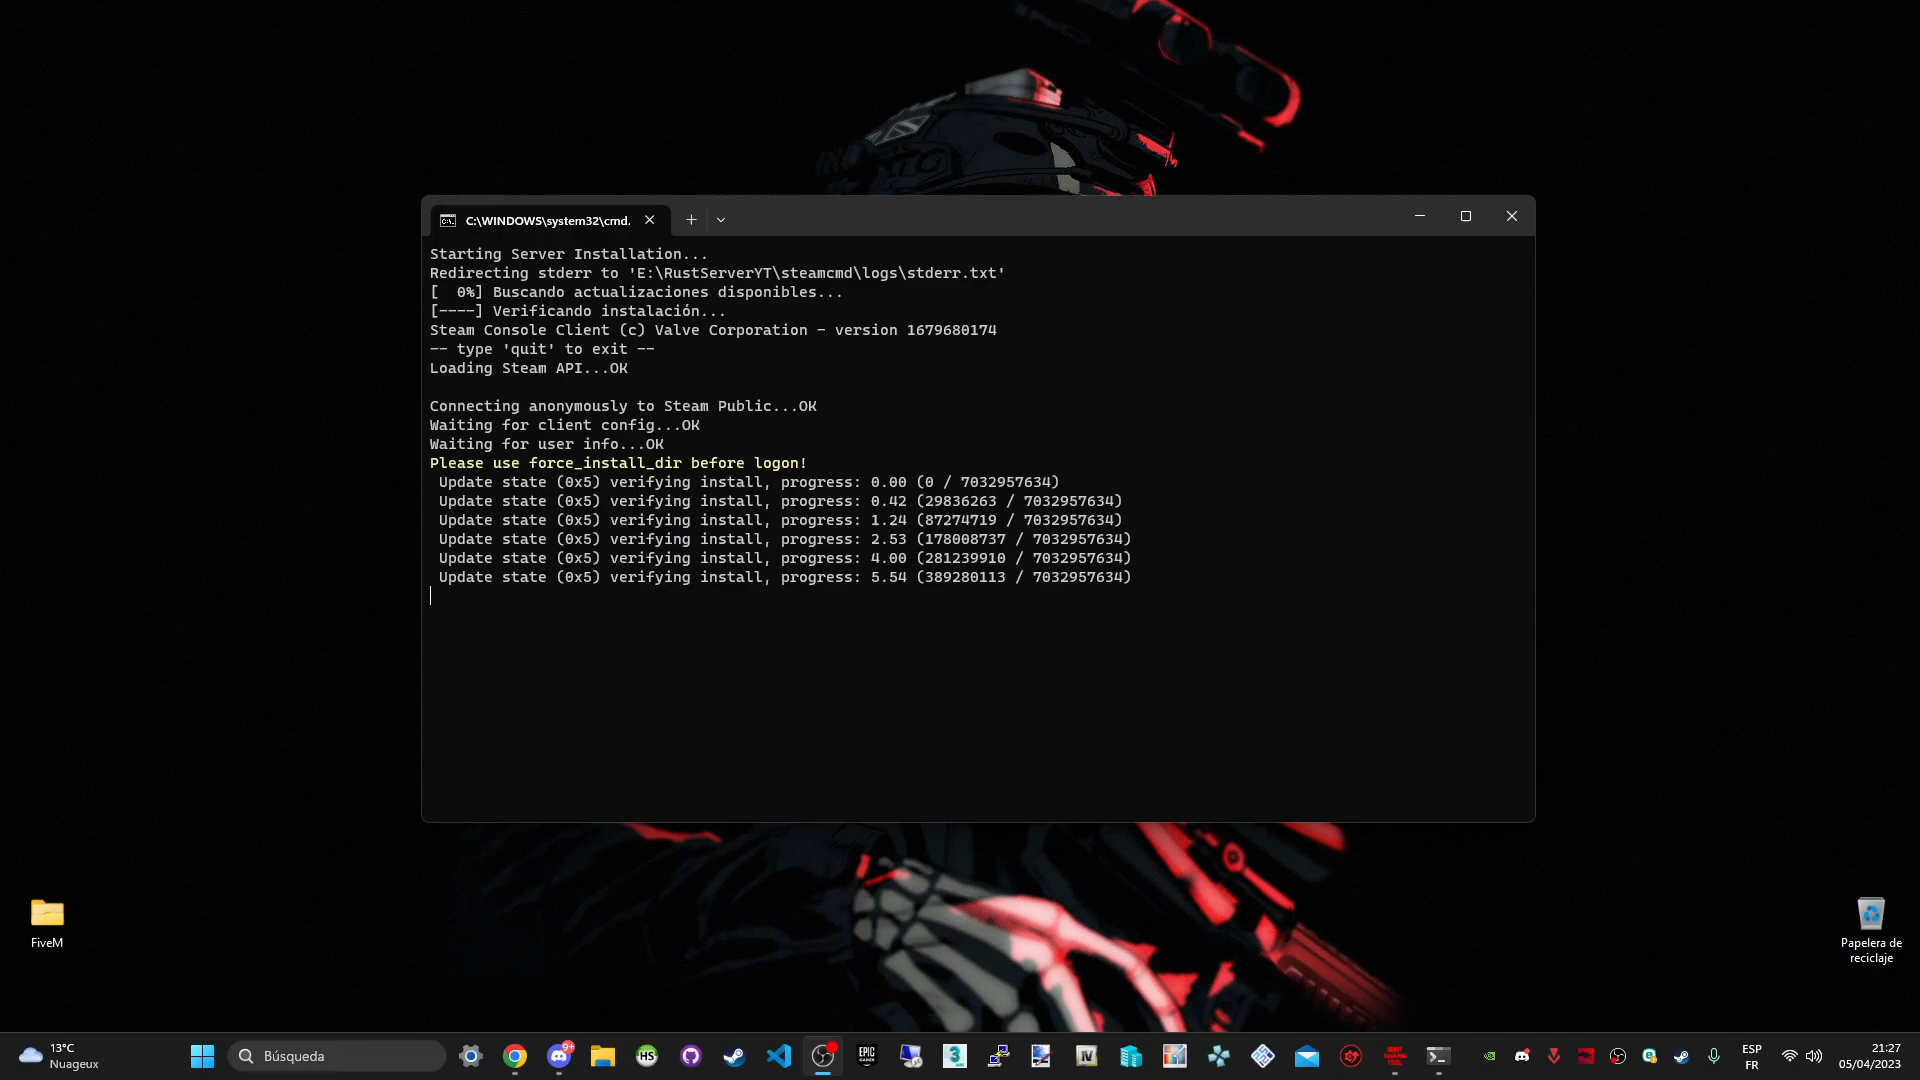 C:\WINDOWS\system32\cmd.
Starting Server Installation...
Redirecting stderr to 'E:\RustServerYT\steamcmd\logs\stderr.txt'
[  0%] Buscando actualizaciones disponibles...
[----] Verificando instalación...
Steam Console Client (c) Valve Corporation - version 1679680174
-- type 'quit' to exit --
Loading Steam API...OK
Connecting anonymously to Steam Public...OK
Waiting for client config...OK
Waiting for user info...OK
Please use force_install_dir before logon!
Update state (0x5) verifying install, progress: 0.00 (0 / 7032957634)
Update state (0x5) verifying install, progress: 0.42 (29836263 / 7032957634)
Update state (0x5) verifying install, progress: 1.24 (87274719 / 7032957634)
Update state (0x5) verifying install, progress: 2.53 (178008737 / 7032957634)
Update state (0x5) verifying install, progress: 4.00 (281239910 / 7032957634)
Update state (0x5) verifying install, progress: 5.54 (389280113 / 7032957634)
FiveM
Papelera de
reciclaje
13°C
Nuageux
Búsqueda
9+
HS
EPIC
GAMES
3
IV
ESP
FR
21:27
05/04/2023